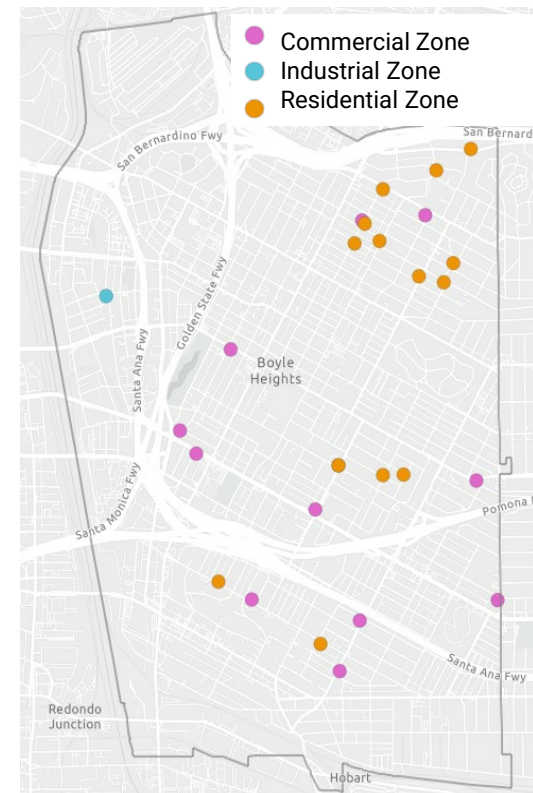 Commercial Zone
Industrial Zone
Residential Zone
San Bernardino Fwy
San Bernard
Golden State Fwy
Santa Ana Fwy
Boyle
Heights
Santa Monica Fwy
Pomona
Santa Ana Fwy
Redondo
Junction
Hobart